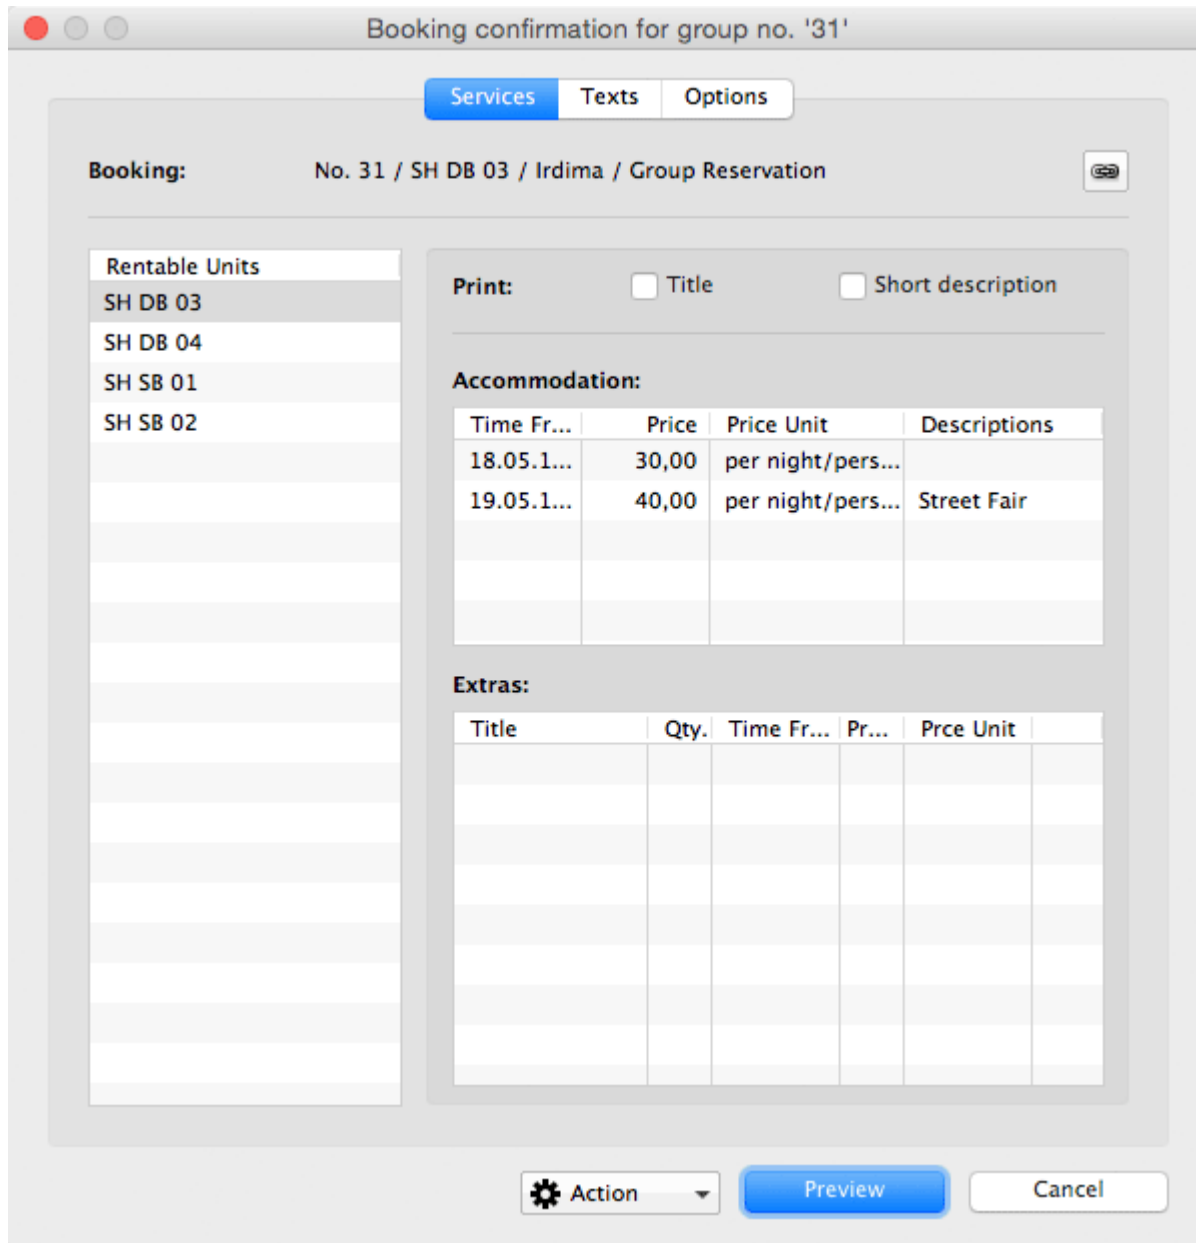 Booking confirmation for group no. '31'
Services Texts Options
Booking: No. 31 / SH DB 03 / Irdima / Group Reservation
Rentable Units
SH DB 03
SH DB 04
SH SB 01
SH SB 02
Print: Title Short description
Accommodation:
Time Fr... Price Price Unit Descriptions
18.05.1... 30,00 per night/pers...
19.05.1... 40,00 per night/pers... Street Fair
Extras:
Title Qty. Time Fr... Pr... Prce Unit
Action Preview Cancel